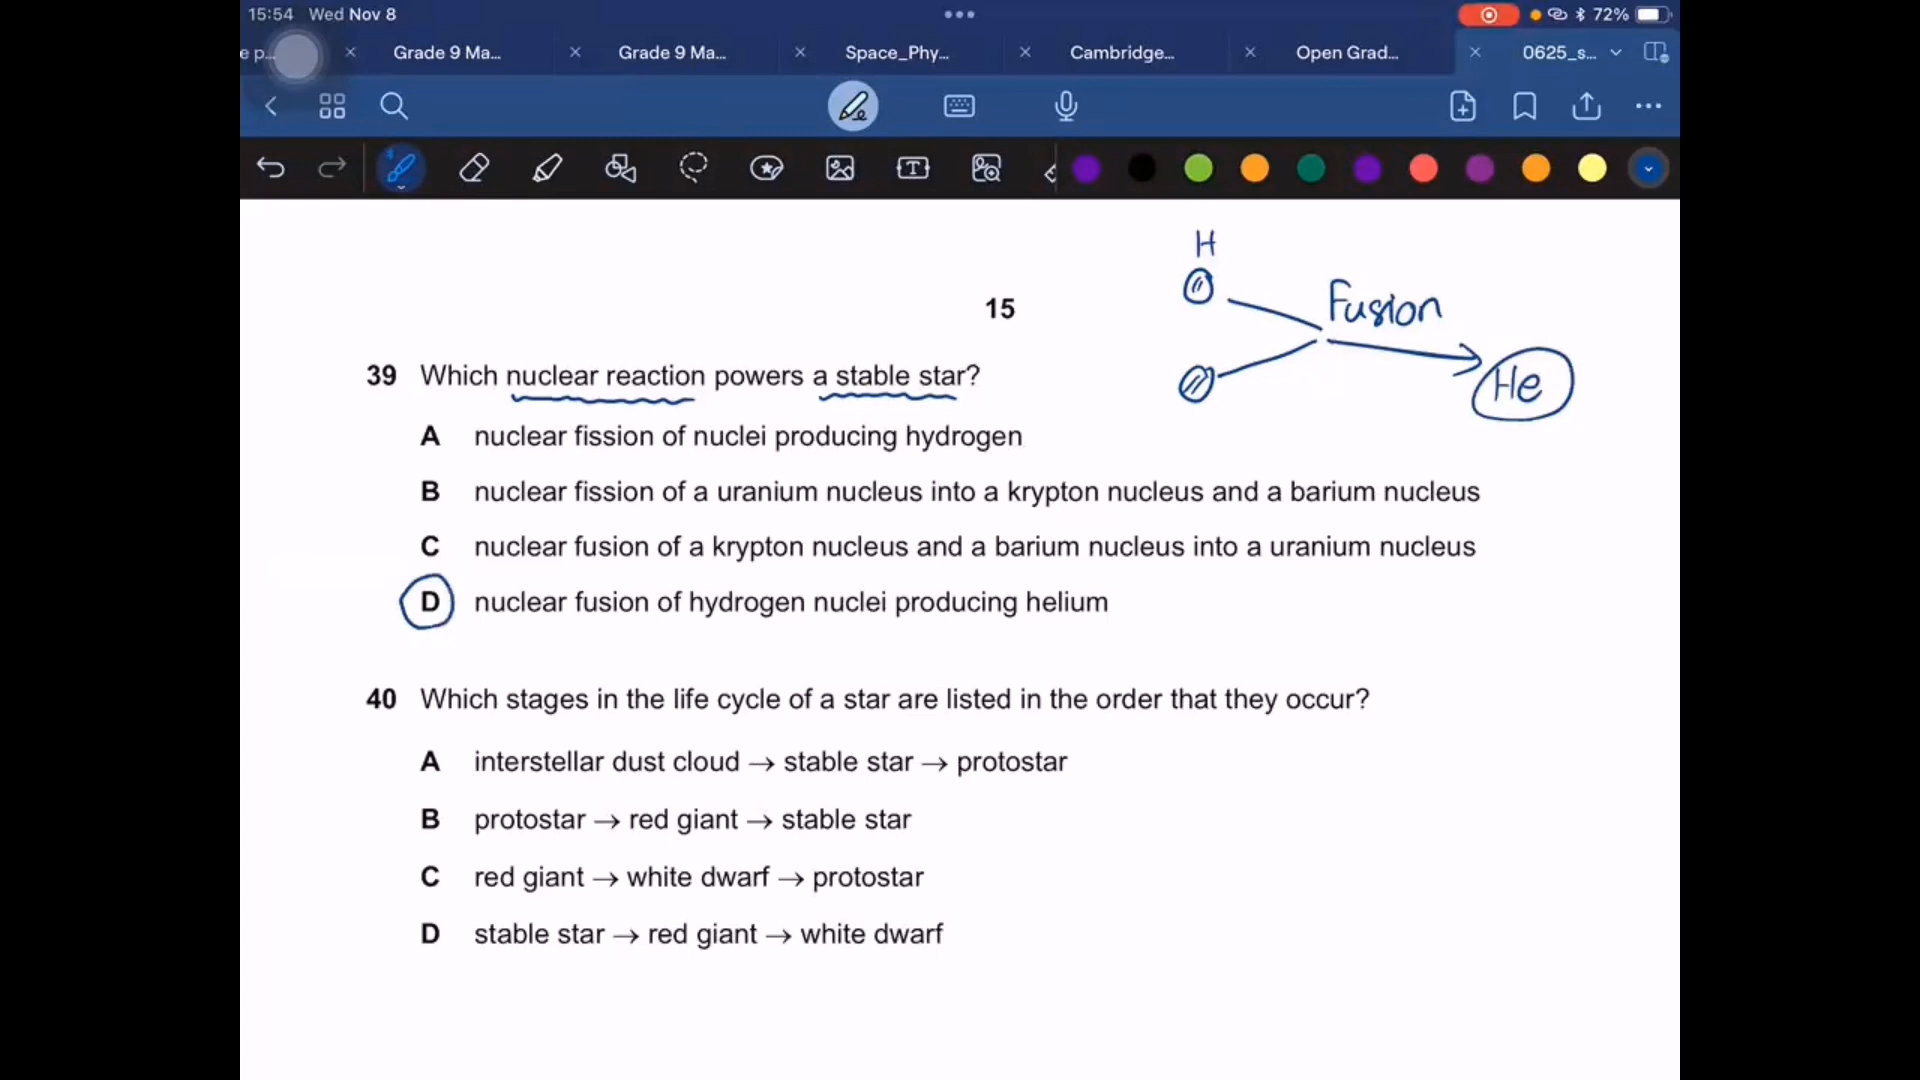 15:54 Wed Nov 8
72%
e p...
Grade 9 Ma...
Grade 9 Ma...
Space_Phy...
Cambridge...
Open Grad...
0625_s...
H
Fusion
He
15
39 Which nuclear reaction powers a stable star?
A nuclear fission of nuclei producing hydrogen
B nuclear fission of a uranium nucleus into a krypton nucleus and a barium nucleus
C nuclear fusion of a krypton nucleus and a barium nucleus into a uranium nucleus
D nuclear fusion of hydrogen nuclei producing helium
40 Which stages in the life cycle of a star are listed in the order that they occur?
A interstellar dust cloud → stable star → protostar
B protostar → red giant → stable star
C red giant → white dwarf → protostar
D stable star → red giant → white dwarf